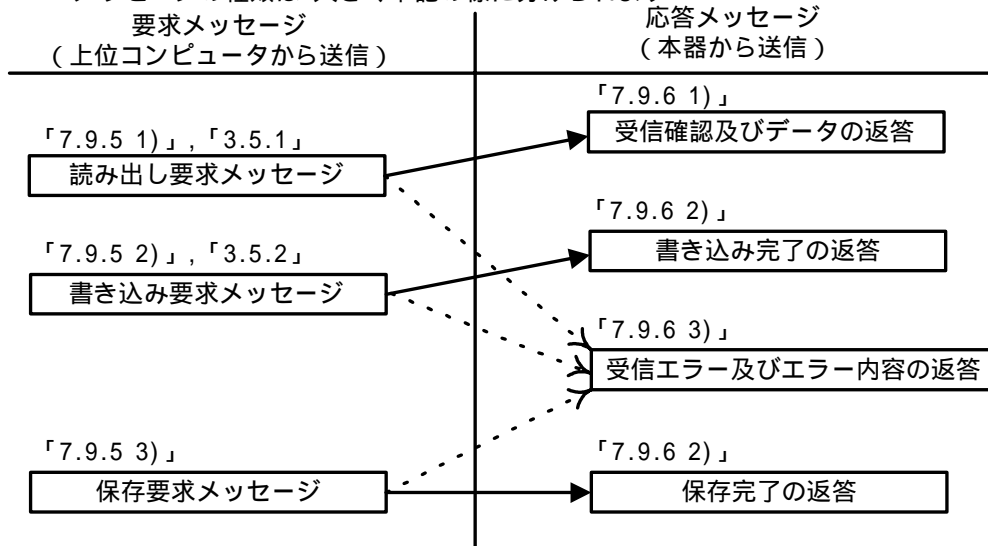 要求メッセージ
(上位コンピュータから送信)
応答メッセージ
(本器から送信)
「7.9.6 1)」
受信確認及びデータの返答
「7.9.5 1)」,「3.5.1」
読み出し要求メッセージ
「7.9.6 2)」
書き込み完了の返答
「7.9.5 2)」,「3.5.2」
書き込み要求メッセージ
「7.9.6 3)」
受信エラー及びエラー内容の返答
「7.9.5 3)」
保存要求メッセージ
「7.9.6 2)」
保存完了の返答